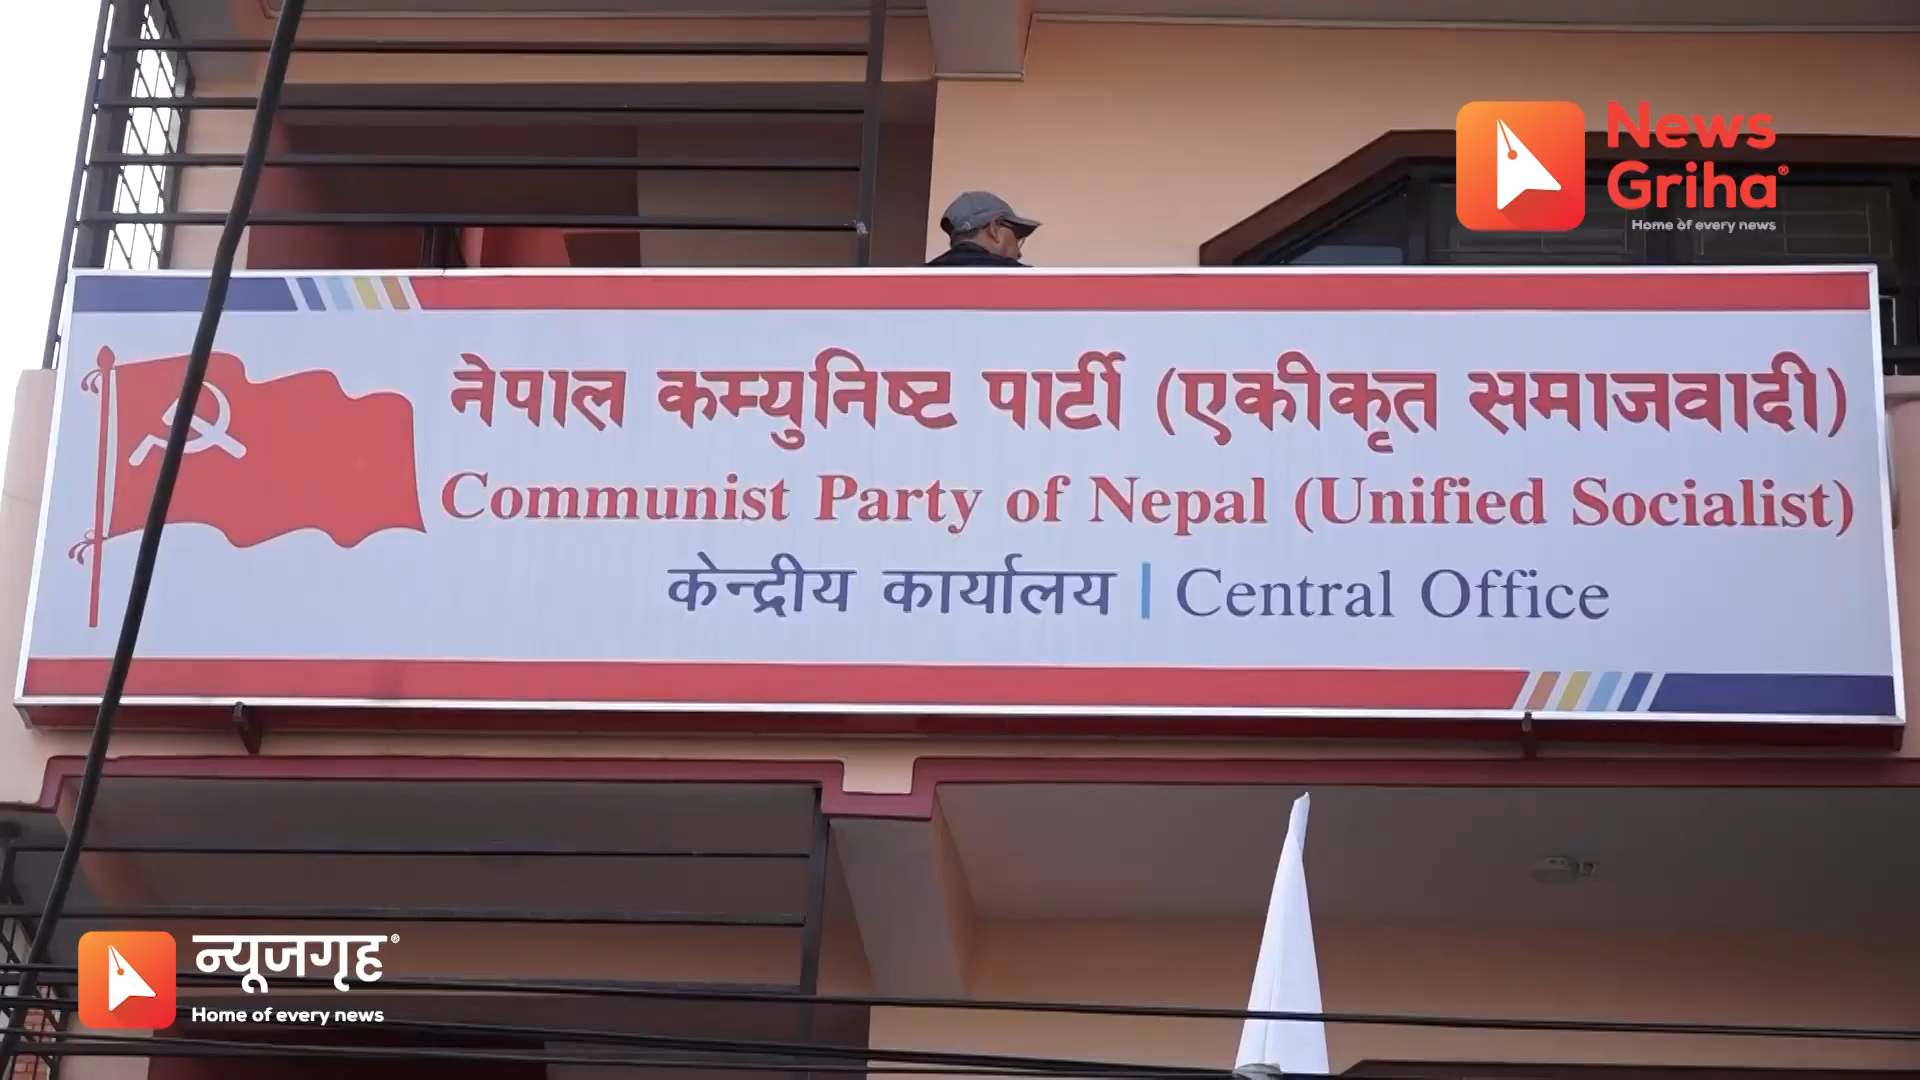 News
Griha®
Home of every news
नेपाल कम्युनिष्ट पार्टी (एकीकृत समाजवादी)
Communist Party of Nepal (Unified Socialist)
केन्द्रीय कार्यालय | Central Office
न्यूजगृह®
Home of every news